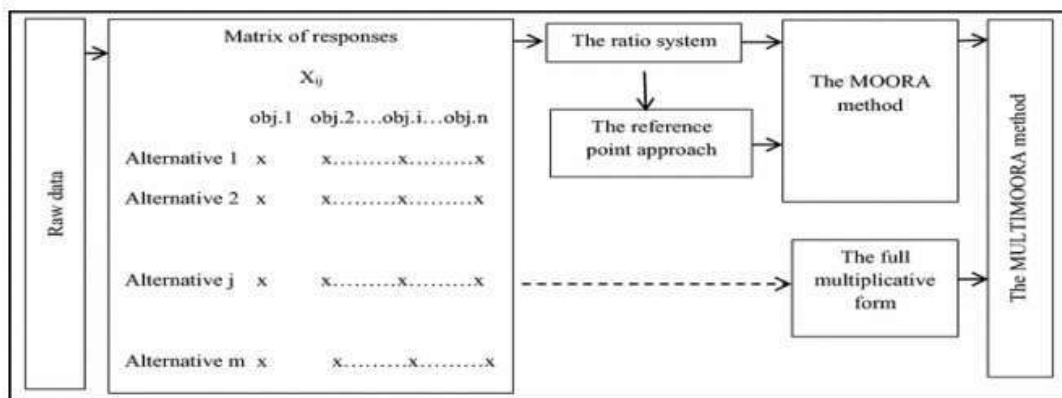 Raw data
Matrix of responses
Xij
obj.1 obj.2....obj.i...obj.n
Alternative 1 x x.........x.........x
Alternative 2 x x.........x.........x
Alternative j x x.........x.........x
Alternative m x x.........x.........x
The ratio system
The reference
point approach
The MOORA
method
The full
multiplicative
form
The MULTIMOORA method